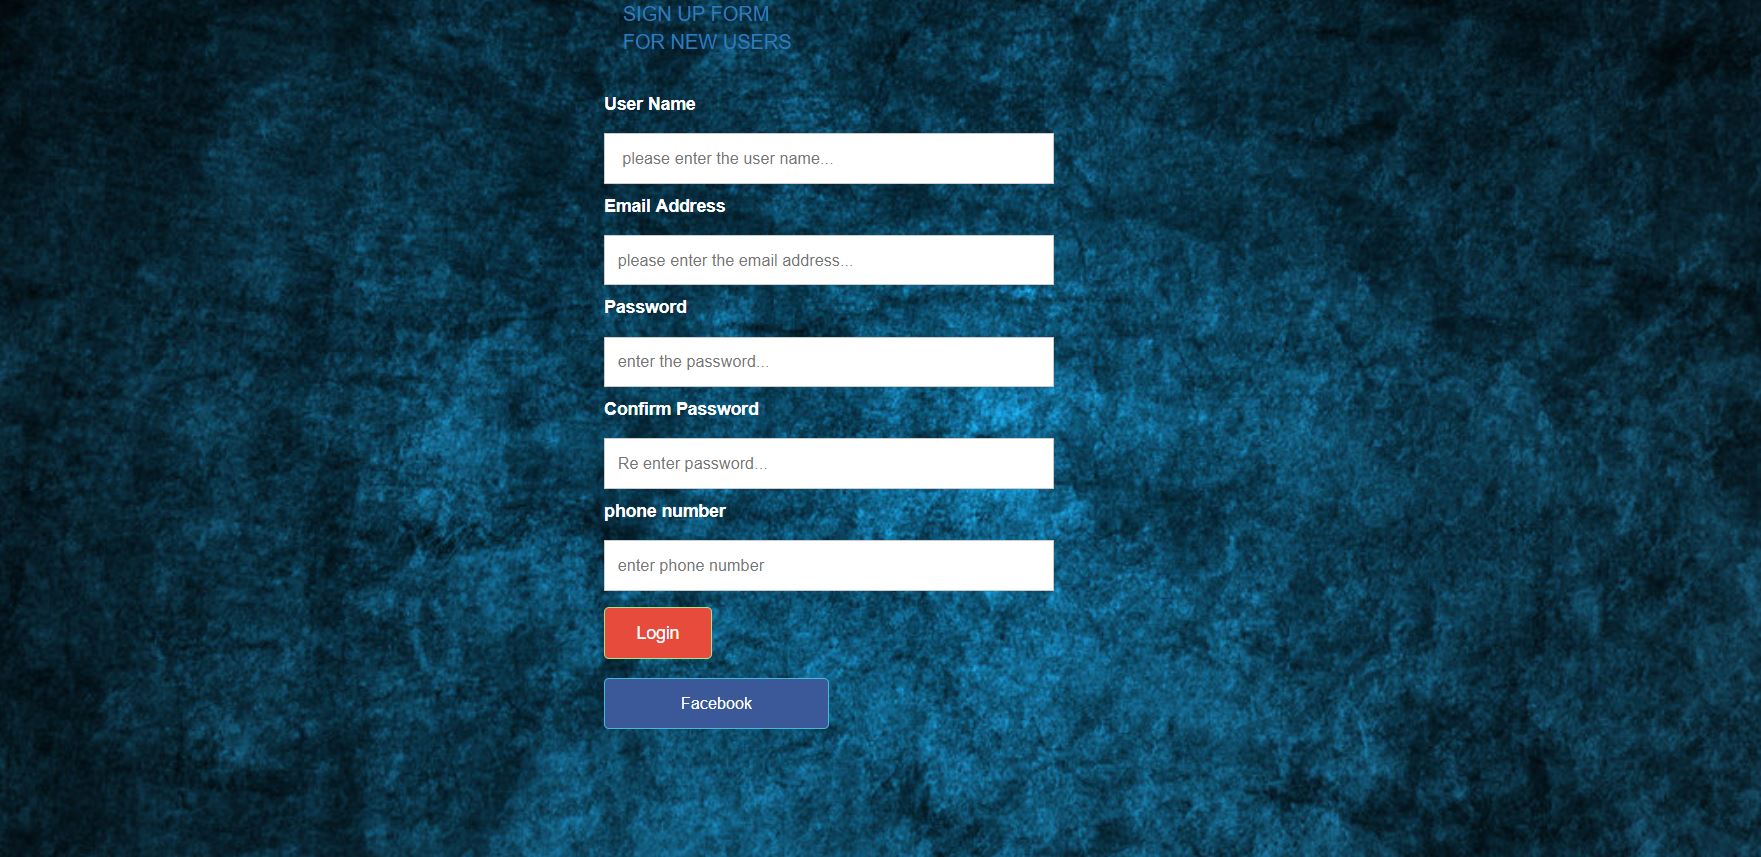 SIGN UP FORM
FOR NEW USERS
User Name
please enter the user name...
Email Address
please enter the email address...
Password
enter the password...
Confirm Password
Re enter password...
phone number
enter phone number
Login
Facebook